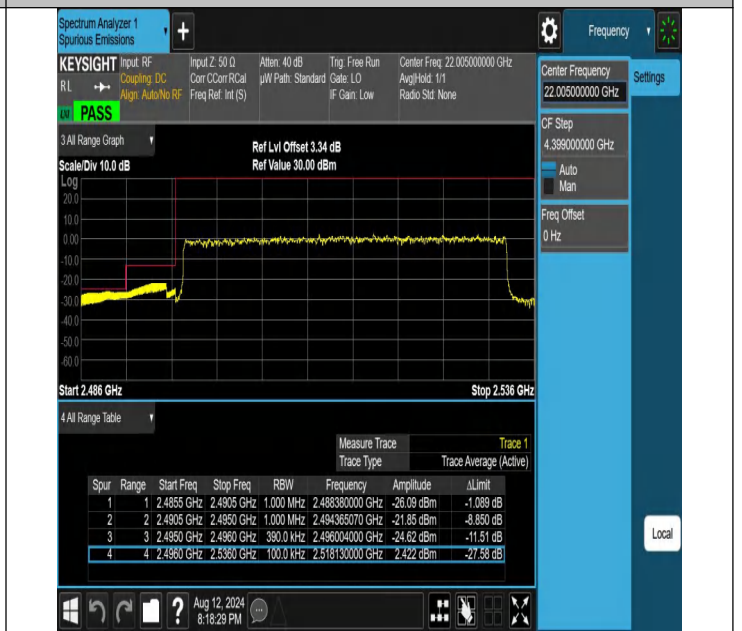 Spectrum Analyzer 1
Spurious Emissions
Frequency
KEYSIGHT Input: RF Input Z: 50 Ω Atten: 40 dB Trig: Free Run Center Freq: 22.005000000 GHz
RL Coupling: DC Corr CCorr RCal µW Path: Standard Gate: LO Avg|Hold: 1/1
Align: Auto/No RF Freq Ref: Int (S) IF Gain: Low Radio Std: None
LNI PASS
Center Frequency
22.005000000 GHz
Settings
CF Step
4.399000000 GHz
Auto
Man
Freq Offset
0 Hz
3 All Range Graph
Ref Lvl Offset 3.34 dB
Scale/Div 10.0 dB Ref Value 30.00 dBm
Log
20.0
10.0
0.00
-10.0
-20.0
-30.0
-40.0
-50.0
-60.0
Start 2.486 GHz Stop 2.536 GHz
4 All Range Table
Measure Trace Trace 1
Trace Type Trace Average (Active)
Spur Range Start Freq Stop Freq RBW Frequency Amplitude ΔLimit
1 1 2.4855 GHz 2.4905 GHz 1.000 MHz 2.488380000 GHz -26.09 dBm -1.089 dB
2 2 2.4905 GHz 2.4950 GHz 1.000 MHz 2.494365070 GHz -21.85 dBm -8.850 dB
3 3 2.4950 GHz 2.4960 GHz 390.0 kHz 2.496004000 GHz -24.62 dBm -11.51 dB
4 4 2.4960 GHz 2.5360 GHz 100.0 kHz 2.518130000 GHz 2.422 dBm -27.58 dB
Local
Aug 12, 2024
8:18:29 PM